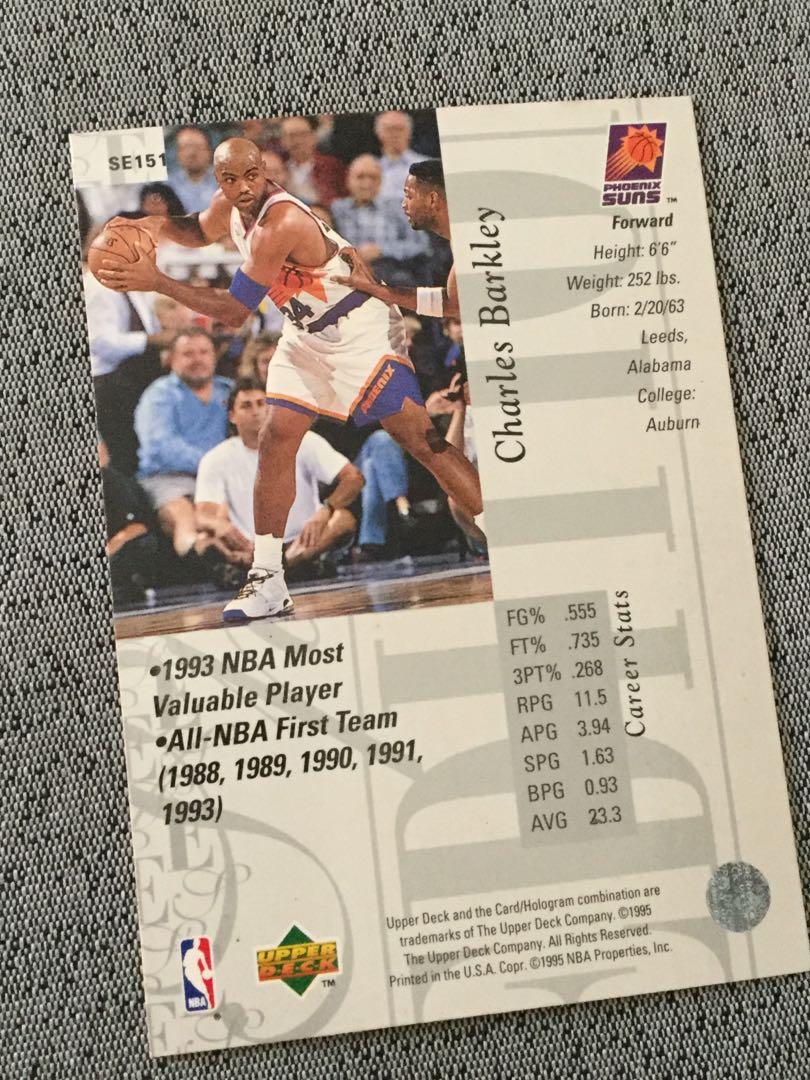 SE151
PHOENIX
SUNS ™
Forward
Height: 6'6"
Weight: 252 lbs.
Born: 2/20/63
Leeds,
Alabama
College:
Auburn
Charles Barkley
34
PHOENIX
•1993 NBA Most
Valuable Player
•All-NBA First Team
(1988, 1989, 1990, 1991,
1993)
Career Stats
FG% .555
FT% .735
3PT% .268
RPG 11.5
APG 3.94
SPG 1.63
BPG 0.93
AVG 23.3
Upper Deck and the Card/Hologram combination are
trademarks of The Upper Deck Company. ©1995
The Upper Deck Company. All Rights Reserved.
Printed in the U.S.A. Copr. ©1995 NBA Properties, Inc.
NBA ®
UPPER
DECK ™